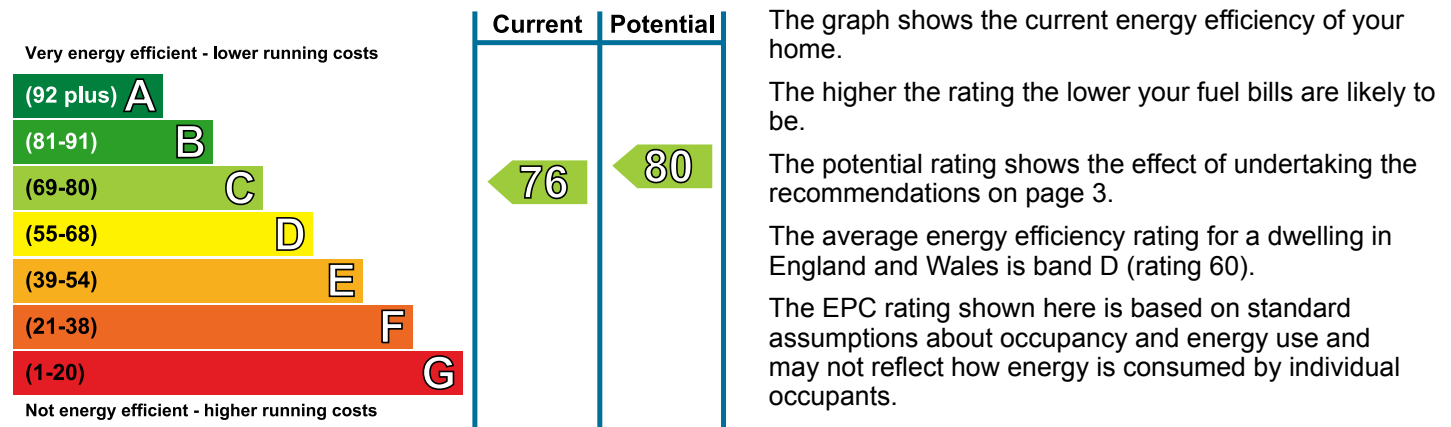 Current Potential
Very energy efficient - lower running costs
(92 plus) A
(81-91) B
(69-80) C
(55-68) D
(39-54) E
(21-38) F
(1-20) G
Not energy efficient - higher running costs
76
80
The graph shows the current energy efficiency of your
home.
The higher the rating the lower your fuel bills are likely to
be.
The potential rating shows the effect of undertaking the
recommendations on page 3.
The average energy efficiency rating for a dwelling in
England and Wales is band D (rating 60).
The EPC rating shown here is based on standard
assumptions about occupancy and energy use and
may not reflect how energy is consumed by individual
occupants.